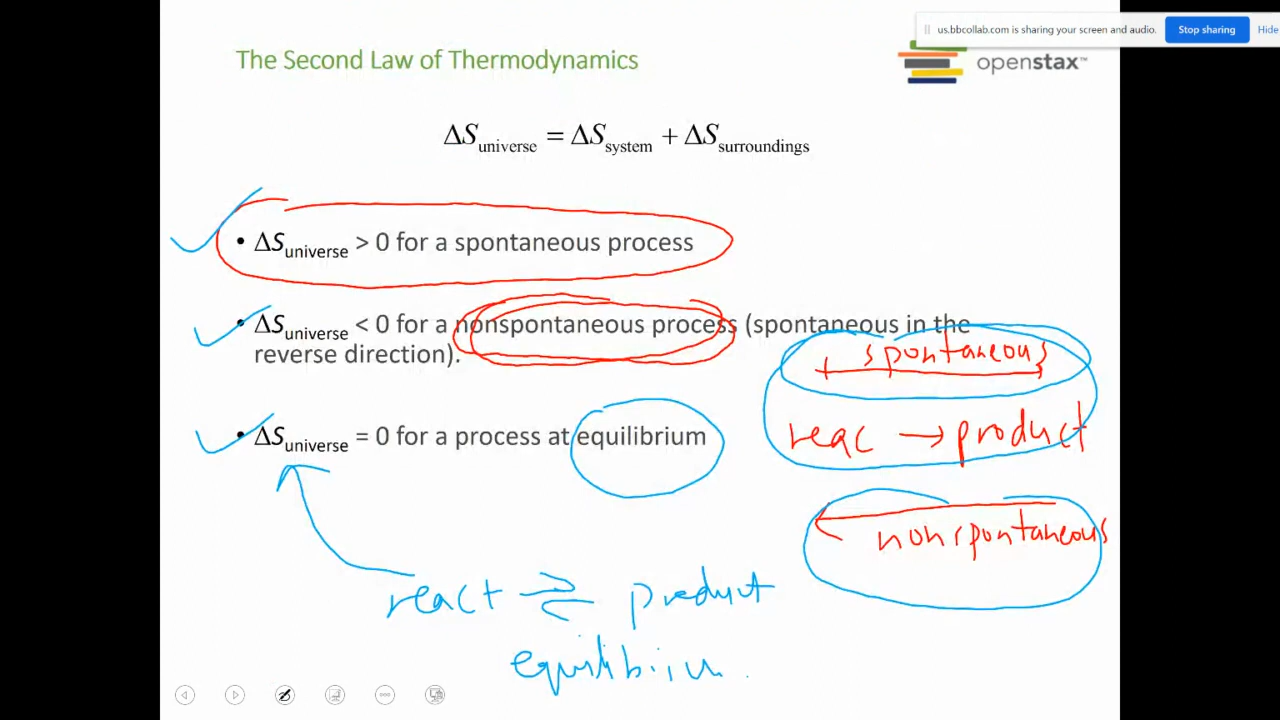 us.bbcollab.com is sharing your screen and audio. Stop sharing Hide
The Second Law of Thermodynamics
openstax™
ΔSuniverse = ΔSsystem + ΔSsurroundings
• ΔSuniverse > 0 for a spontaneous process
• ΔSuniverse < 0 for a nonspontaneous process (spontaneous in the
reverse direction).
spontaneous
reac → product
• ΔSuniverse = 0 for a process at equilibrium
nonspontaneous
react ⇌ product
equilibrium